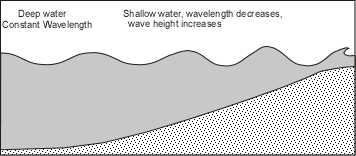 Deep water
Constant Wavelength
Shallow water, wavelength decreases,
wave height increases